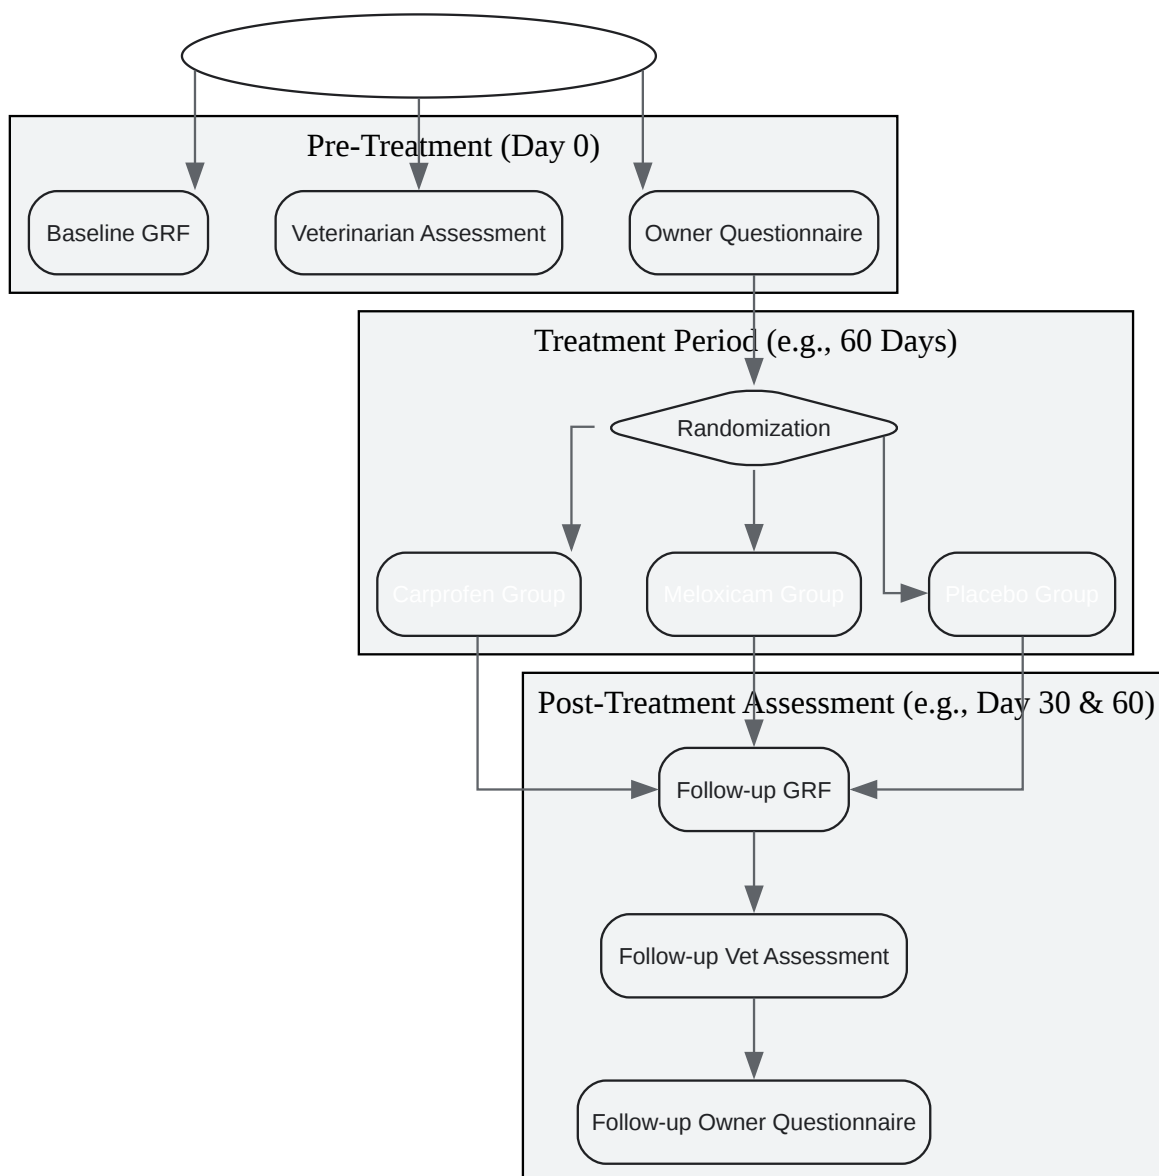 Pre-Treatment (Day 0)
Baseline GRF
Veterinarian Assessment
Owner Questionnaire
Treatment Period (e.g., 60 Days)
Randomization
Carprofen Group
Meloxicam Group
Placebo Group
Post-Treatment Assessment (e.g., Day 30 & 60)
Follow-up GRF
Follow-up Vet Assessment
Follow-up Owner Questionnaire